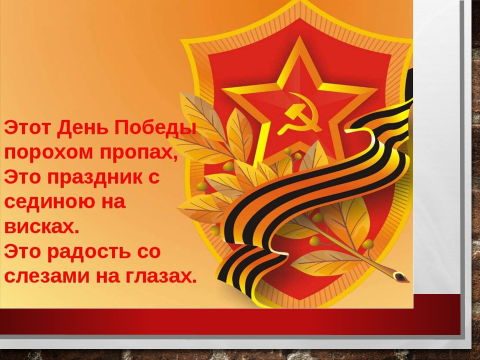 Этот День Победы
порохом пропах,
Это праздник с
сединою на
висках.
Это радость со
слезами на глазах.